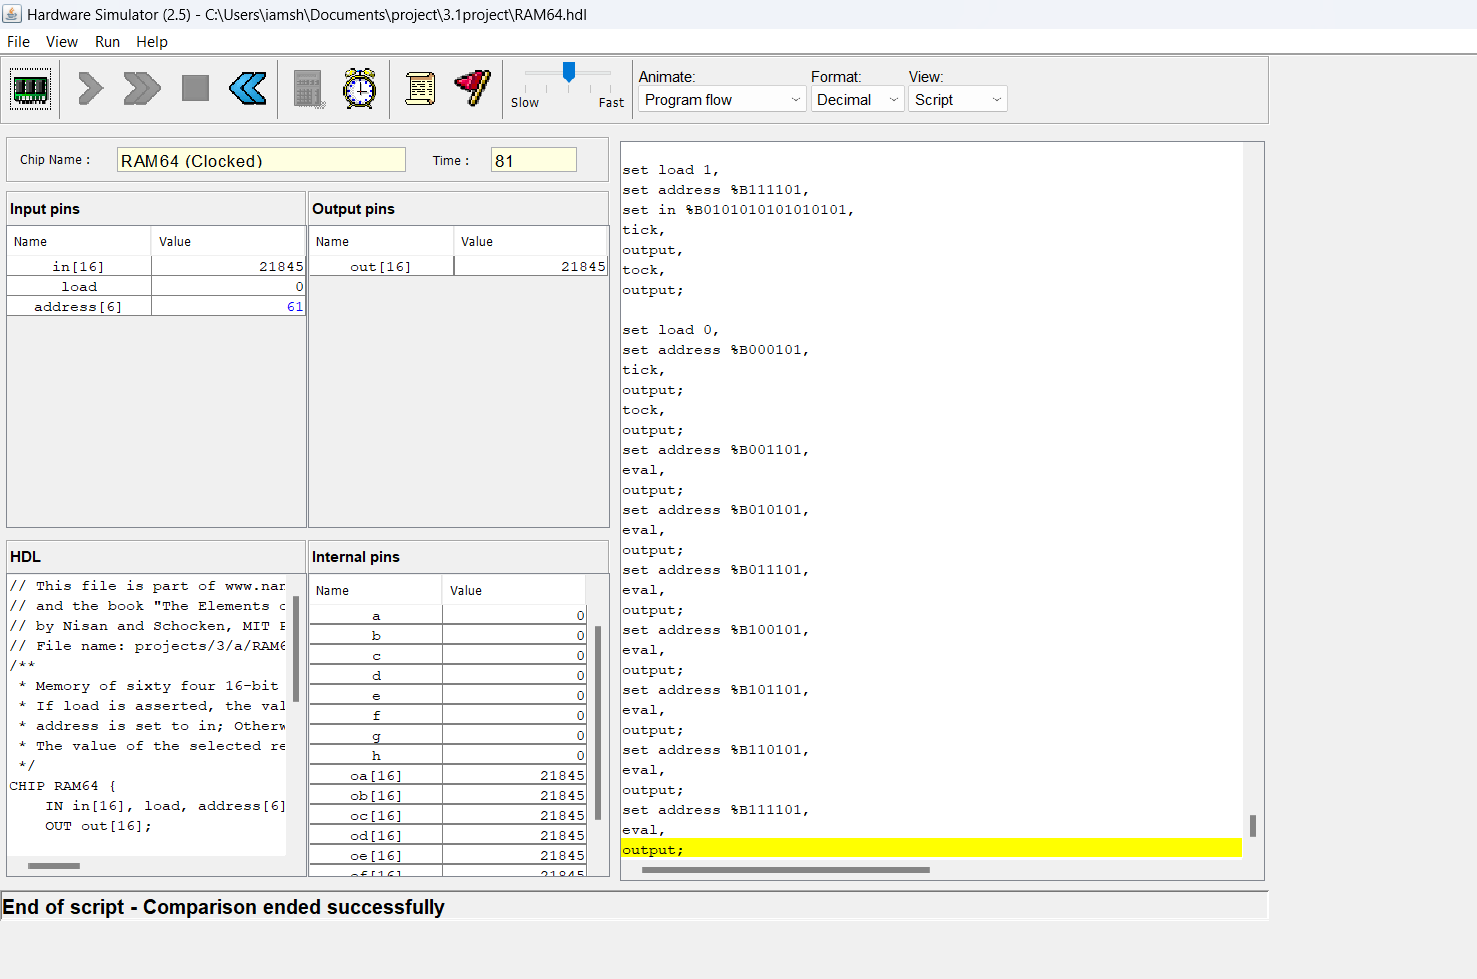 Hardware Simulator (2.5) - C:\Users\iamsh\Documents\project\3.1project\RAM64.hdl
File View Run Help
Slow Fast
Animate: Format: View:
Program flow Decimal Script
Chip Name : RAM64 (Clocked) Time : 81
Input pins
Name Value
in[16] 21845
load 0
address[6] 61
Output pins
Name Value
out[16] 21845
HDL
// This file is part of www.nan
// and the book "The Elements o
// by Nisan and Schocken, MIT P
// File name: projects/3/a/RAM6
/**
* Memory of sixty four 16-bit
* If load is asserted, the val
* address is set to in; Otherw
* The value of the selected re
*/
CHIP RAM64 {
IN in[16], load, address[6]
OUT out[16];
Internal pins
Name Value
a 0
b 0
c 0
d 0
e 0
f 0
g 0
h 0
oa[16] 21845
ob[16] 21845
oc[16] 21845
od[16] 21845
oe[16] 21845
of[16] 21845
set load 1,
set address %B111101,
set in %B0101010101010101,
tick,
output,
tock,
output;
set load 0,
set address %B000101,
tick,
output;
tock,
output;
set address %B001101,
eval,
output;
set address %B010101,
eval,
output;
set address %B011101,
eval,
output;
set address %B100101,
eval,
output;
set address %B101101,
eval,
output;
set address %B110101,
eval,
output;
set address %B111101,
eval,
output;
End of script - Comparison ended successfully